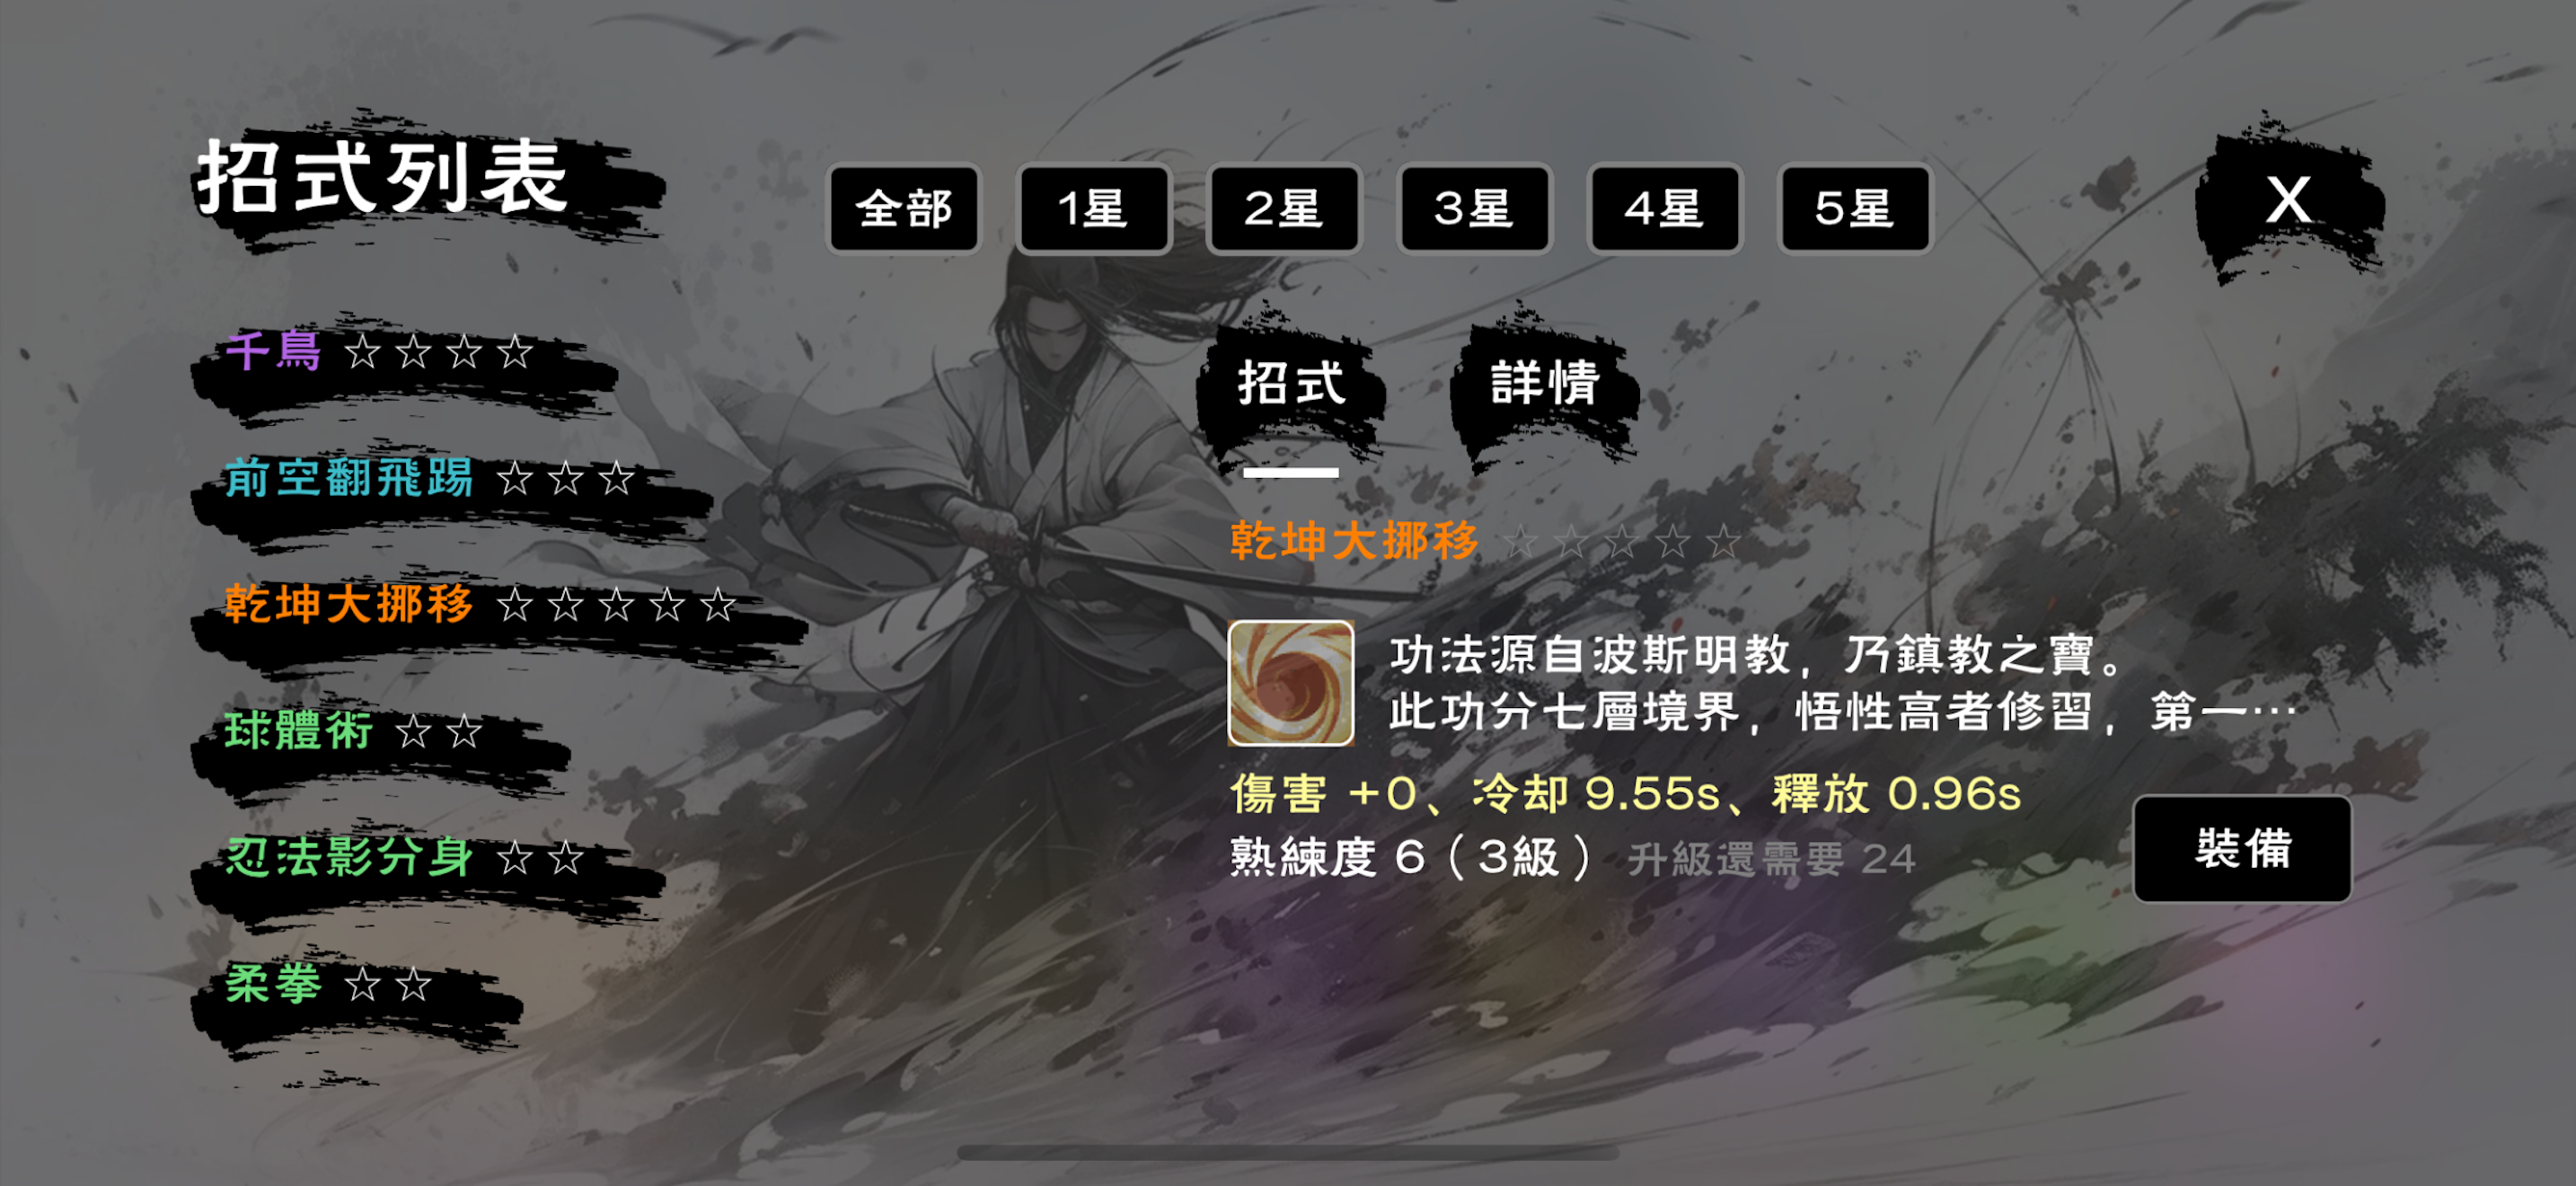 招式列表
全部 1星 2星 3星 4星 5星 X
千鳥 ☆☆☆☆
前空翻飛踢 ☆☆☆
乾坤大挪移 ☆☆☆☆☆
球體術 ☆☆
忍法影分身 ☆☆
柔拳 ☆☆
招式 詳情
乾坤大挪移 ☆☆☆☆☆
功法源自波斯明教，乃鎮教之寶。
此功分七層境界，悟性高者修習，第一…
傷害 +0、冷却 9.55s、釋放 0.96s
熟練度 6（3級） 升級還需要 24
裝備